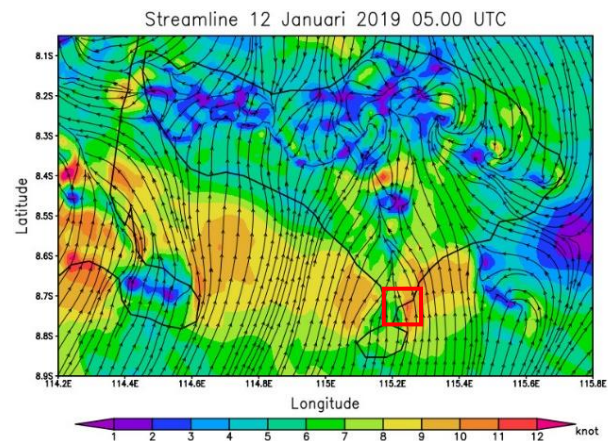 Streamline 12 Januari 2019 05.00 UTC
Latitude
8.1S
8.2S
8.3S
8.4S
8.5S
8.6S
8.7S
8.8S
8.9S
114.2E 114.4E 114.6E 114.8E 115E 115.2E 115.4E 115.6E 115.8E
Longitude
1 2 3 4 5 6 7 8 9 10 11 12 knot